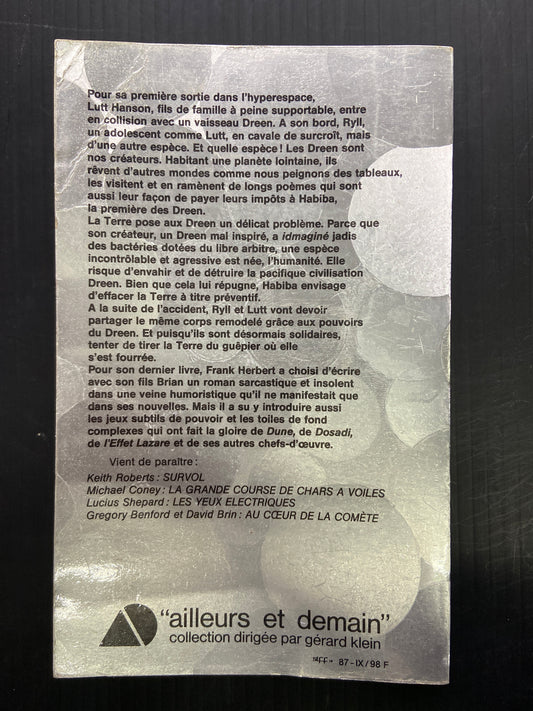 Pour sa première sortie dans l'hyperespace,
Lutt Hanson, fils de famille à peine supportable, entre
en collision avec un vaisseau Dreen. A son bord, Ryll,
un adolescent comme Lutt, en cavale de surcroît, mais
d'une autre espèce. Et quelle espèce ! Les Dreen sont
nos créateurs. Habitant une planète lointaine, ils
rêvent d'autres mondes comme nous peignons des tableaux,
les visitent et en ramènent de longs poèmes qui sont
aussi leur façon de payer leurs impôts à Habiba,
la première des Dreen.
La Terre pose aux Dreen un délicat problème. Parce que
son créateur, un Dreen mal inspiré, a idmaginé jadis
des bactéries dotées du libre arbitre, une espèce
incontrôlable et agressive est née, l'humanité. Elle
risque d'envahir et de détruire la pacifique civilisation
Dreen. Bien que cela lui répugne, Habiba envisage
d'effacer la Terre à titre préventif.
A la suite de l'accident, Ryll et Lutt vont devoir
partager le même corps remodelé grâce aux pouvoirs
du Dreen. Et puisqu'ils sont désormais solidaires,
tenter de tirer la Terre du guêpier où elle
s'est fourrée.
Pour son dernier livre, Frank Herbert a choisi d'écrire
avec son fils Brian un roman sarcastique et insolent
dans une veine humoristique qu'il ne manifestait que
dans ses nouvelles. Mais il a su y introduire aussi
les jeux subtils de pouvoir et les toiles de fond
complexes qui ont fait la gloire de Dune, de Dosadi,
de l'Effet Lazare et de ses autres chefs-d'œuvre.
Vient de paraître :
Keith Roberts : SURVOL
Michael Coney : LA GRANDE COURSE DE CHARS A VOILES
Lucius Shepard : LES YEUX ELECTRIQUES
Gregory Benford et David Brin : AU CŒUR DE LA COMÈTE
"ailleurs et demain"
collection dirigée par gérard klein
87-IX/98 F